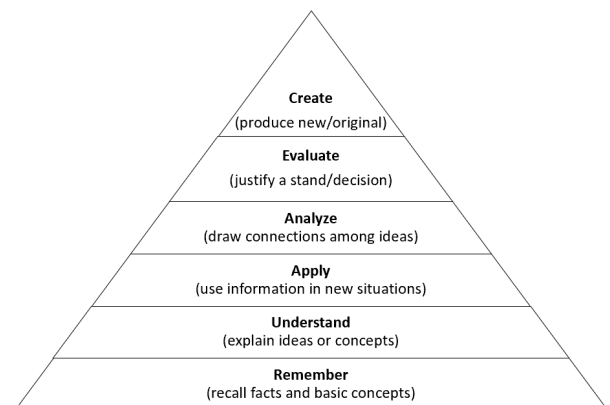 Create
(produce new/original)
Evaluate
(justify a stand/decision)
Analyze
(draw connections among ideas)
Apply
(use information in new situations)
Understand
(explain ideas or concepts)
Remember
(recall facts and basic concepts)